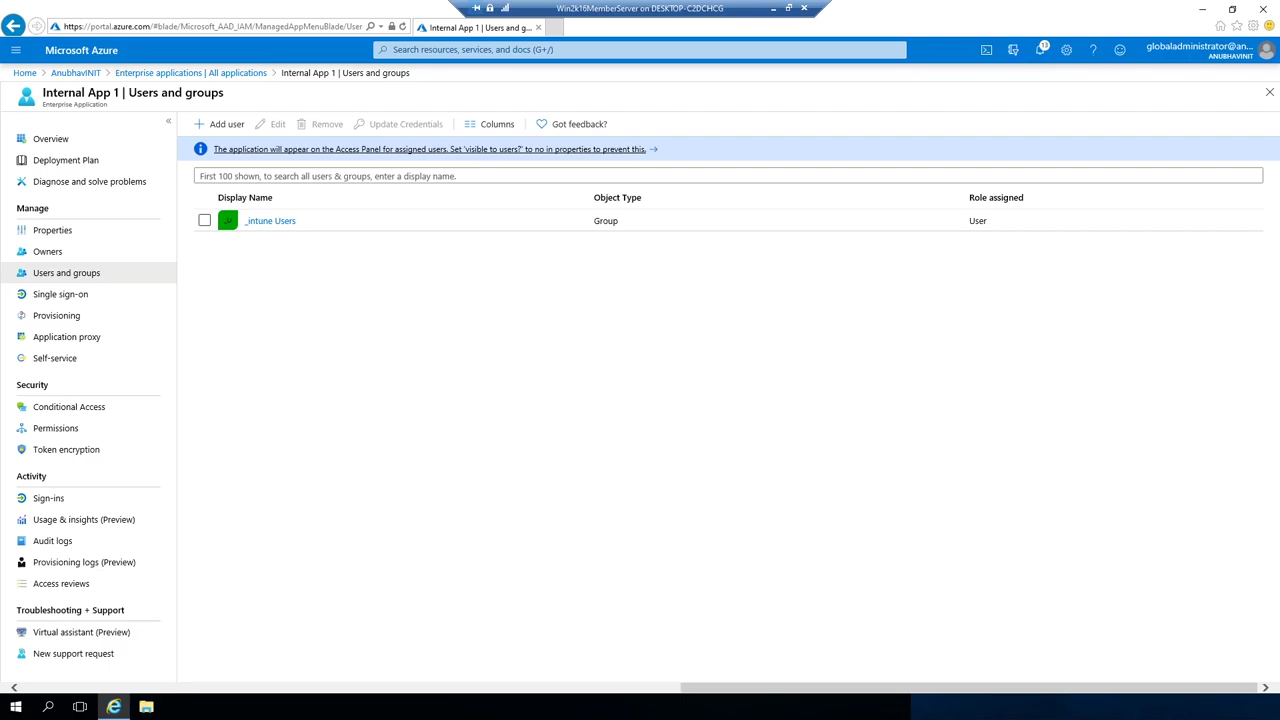 Win2k16MemberServer on DESKTOP-C2DCHCG
https://portal.azure.com/#blade/Microsoft_AAD_IAM/ManagedAppMenuBlade/User
Internal App 1 | Users and g...
Microsoft Azure
Search resources, services, and docs (G+/)
13
globaladministrator@an...
ANUBHAVINIT
Home > AnubhavINIT > Enterprise applications | All applications > Internal App 1 | Users and groups
Internal App 1 | Users and groups
Enterprise Application
Overview
Deployment Plan
Diagnose and solve problems
Manage
Properties
Owners
Users and groups
Single sign-on
Provisioning
Application proxy
Self-service
Security
Conditional Access
Permissions
Token encryption
Activity
Sign-ins
Usage & insights (Preview)
Audit logs
Provisioning logs (Preview)
Access reviews
Troubleshooting + Support
Virtual assistant (Preview)
New support request
Add user Edit Remove Update Credentials Columns Got feedback?
The application will appear on the Access Panel for assigned users. Set 'visible to users?' to no in properties to prevent this. →
First 100 shown, to search all users & groups, enter a display name.
Display Name Object Type Role assigned
_intune Users Group User